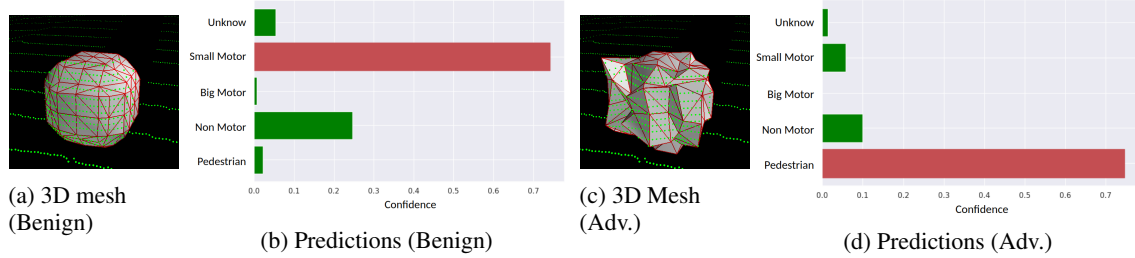 Unknow
Small Motor
Big Motor
Non Motor
Pedestrian
0.0 0.1 0.2 0.3 0.4 0.5 0.6 0.7
Confidence
(a) 3D mesh
(Benign)
(b) Predictions (Benign)
Unknow
Small Motor
Big Motor
Non Motor
Pedestrian
0.0 0.1 0.2 0.3 0.4 0.5 0.6 0.7
Confidence
(c) 3D Mesh
(Adv.)
(d) Predictions (Adv.)